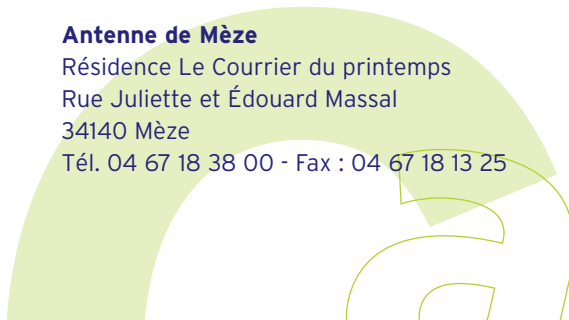 Antenne de Mèze
Résidence Le Courrier du printemps
Rue Juliette et Édouard Massal
34140 Mèze
Tél. 04 67 18 38 00 - Fax : 04 67 18 13 25
a